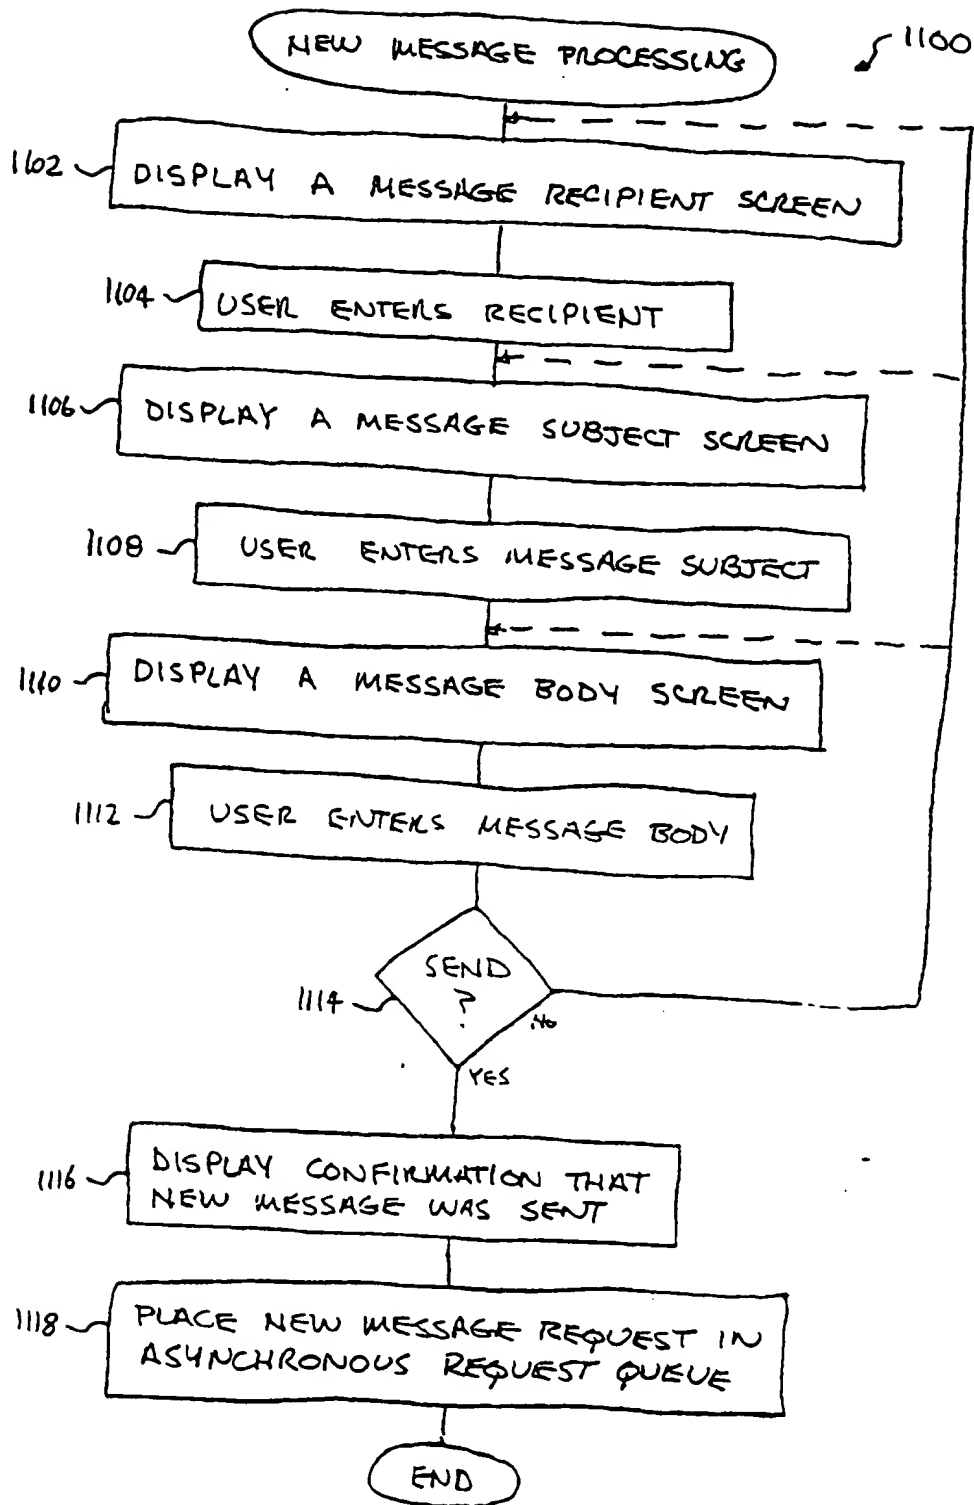 NEW MESSAGE PROCESSING
1100
1102
DISPLAY A MESSAGE RECIPIENT SCREEN
1104
USER ENTERS RECIPIENT
1106
DISPLAY A MESSAGE SUBJECT SCREEN
1108
USER ENTERS MESSAGE SUBJECT
1110
DISPLAY A MESSAGE BODY SCREEN
1112
USER ENTERS MESSAGE BODY
SEND
?
1114
NO
YES
1116
DISPLAY CONFIRMATION THAT
NEW MESSAGE WAS SENT
1118
PLACE NEW MESSAGE REQUEST IN
ASYNCHRONOUS REQUEST QUEUE
END